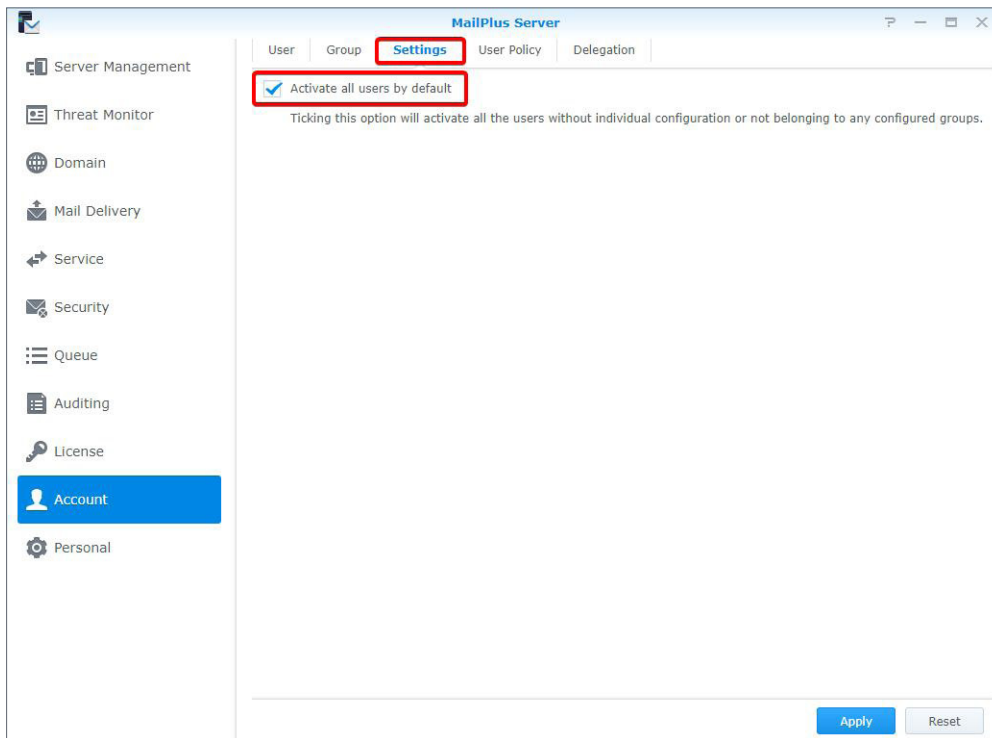 MailPlus Server
Server Management
Threat Monitor
Domain
Mail Delivery
Service
Security
Queue
Auditing
License
Account
Personal
User Group Settings User Policy Delegation
Activate all users by default
Ticking this option will activate all the users without individual configuration or not belonging to any configured groups.
Apply Reset